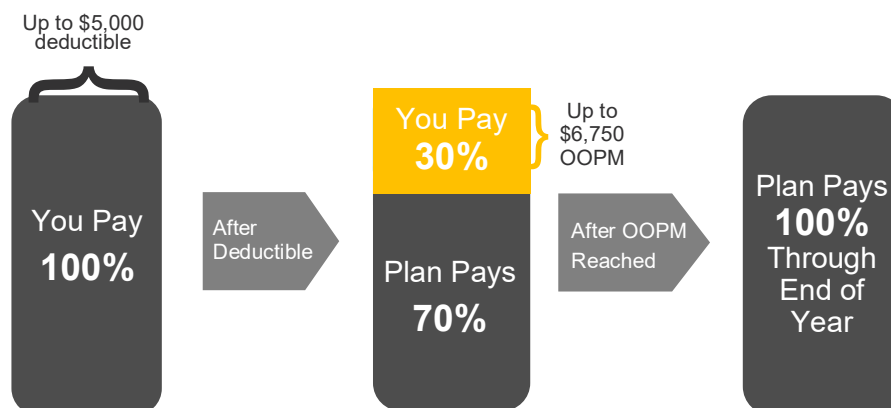 Up to $5,000
deductible
You Pay
100%
After
Deductible
You Pay
30%
Up to
$6,750
OOPM
Plan Pays
70%
After OOPM
Reached
Plan Pays
100%
Through
End of
Year